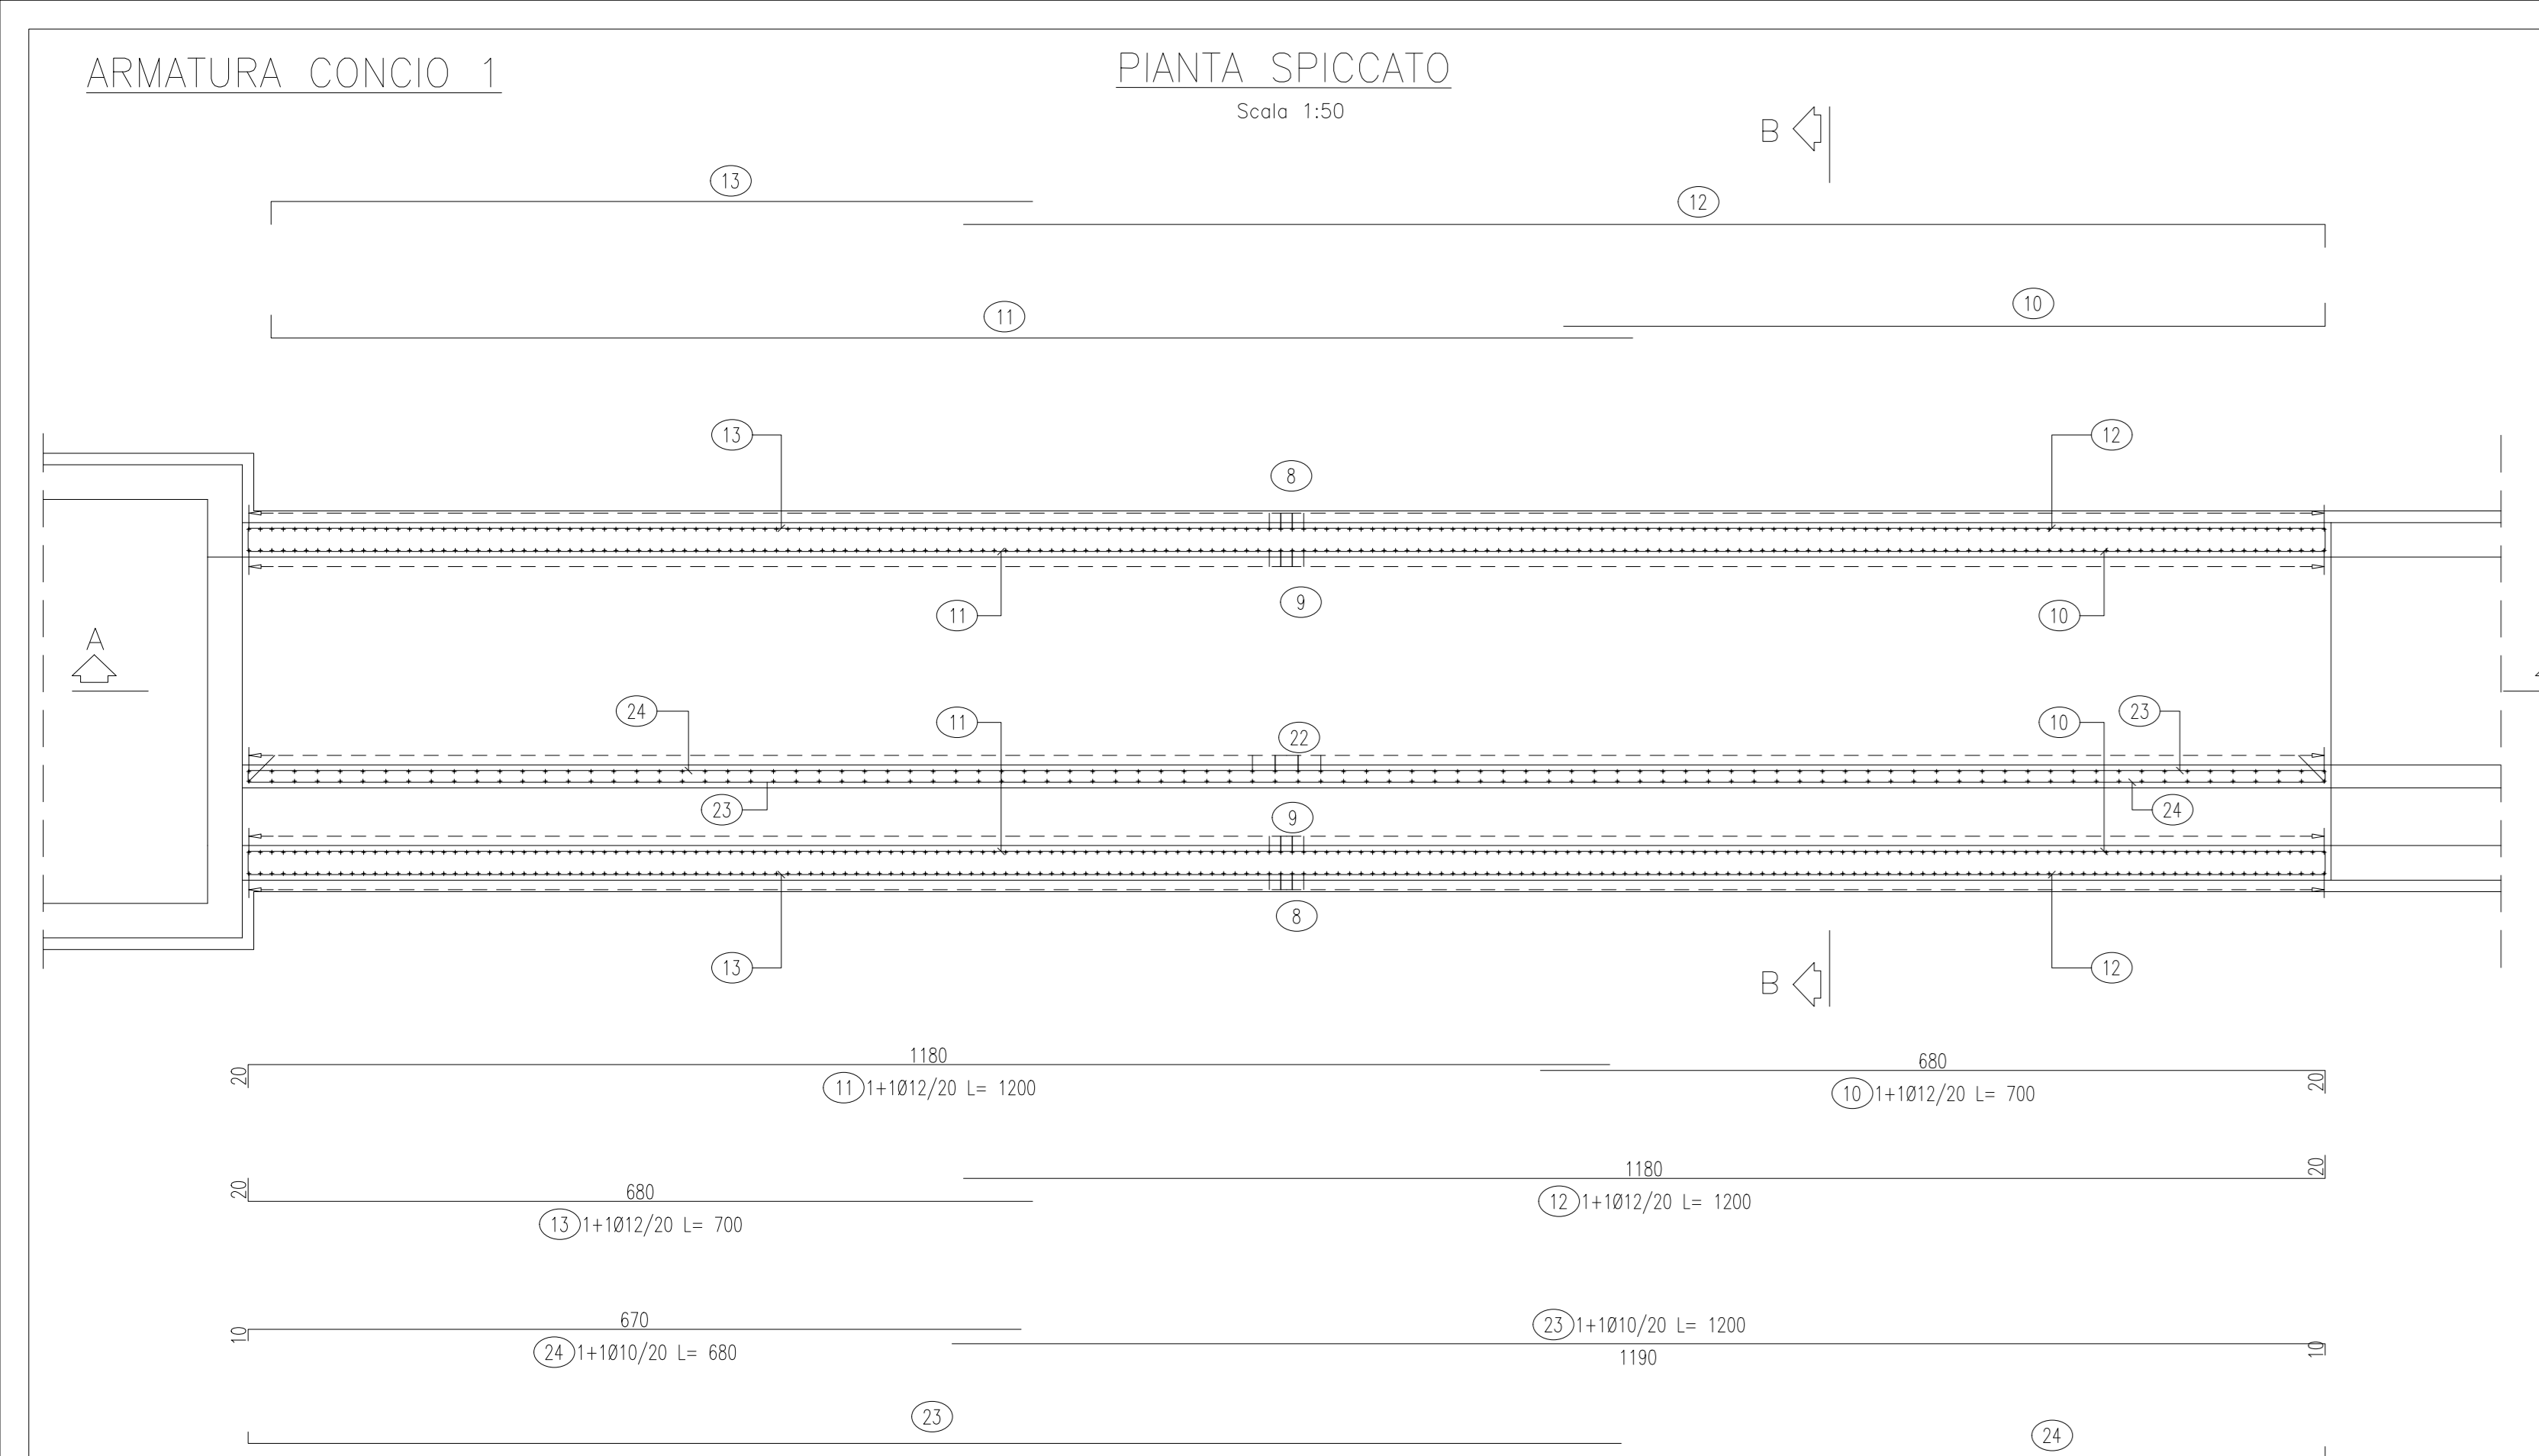 ARMATURA CONCIO 1
PIANTA SPICCATO
Scala 1:50
B
13
12
10
11
13
12
8
9
11
10
A
24
11
22
10
23
23
24
9
8
13
12
B
1180
680
20
20
11 1+1Ø12/20 L= 1200
10 1+1Ø12/20 L= 700
1180
20
680
20
12 1+1Ø12/20 L= 1200
13 1+1Ø12/20 L= 700
670
23 1+1Ø10/20 L= 1200
10
10
24 1+1Ø10/20 L= 680
1190
23
24